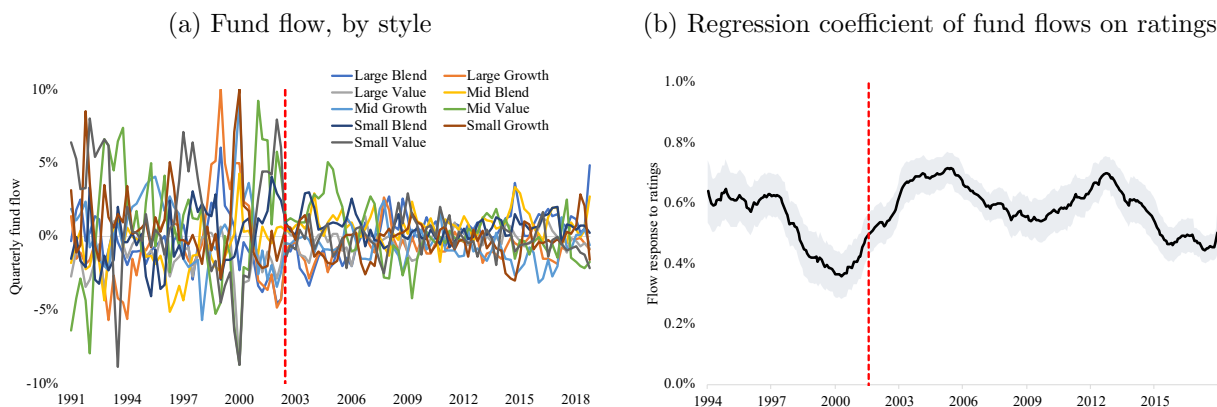 (a) Fund flow, by style
Large Blend Large Growth
Large Value Mid Blend
Mid Growth Mid Value
Small Blend Small Growth
Small Value
Quarterly fund flow
10%
5%
0%
-5%
-10%
1991 1994 1997 2000 2003 2006 2009 2012 2015 2018
(b) Regression coefficient of fund flows on ratings
Flow response to ratings
1.0%
0.8%
0.6%
0.4%
0.2%
0.0%
1994 1997 2000 2003 2006 2009 2012 2015